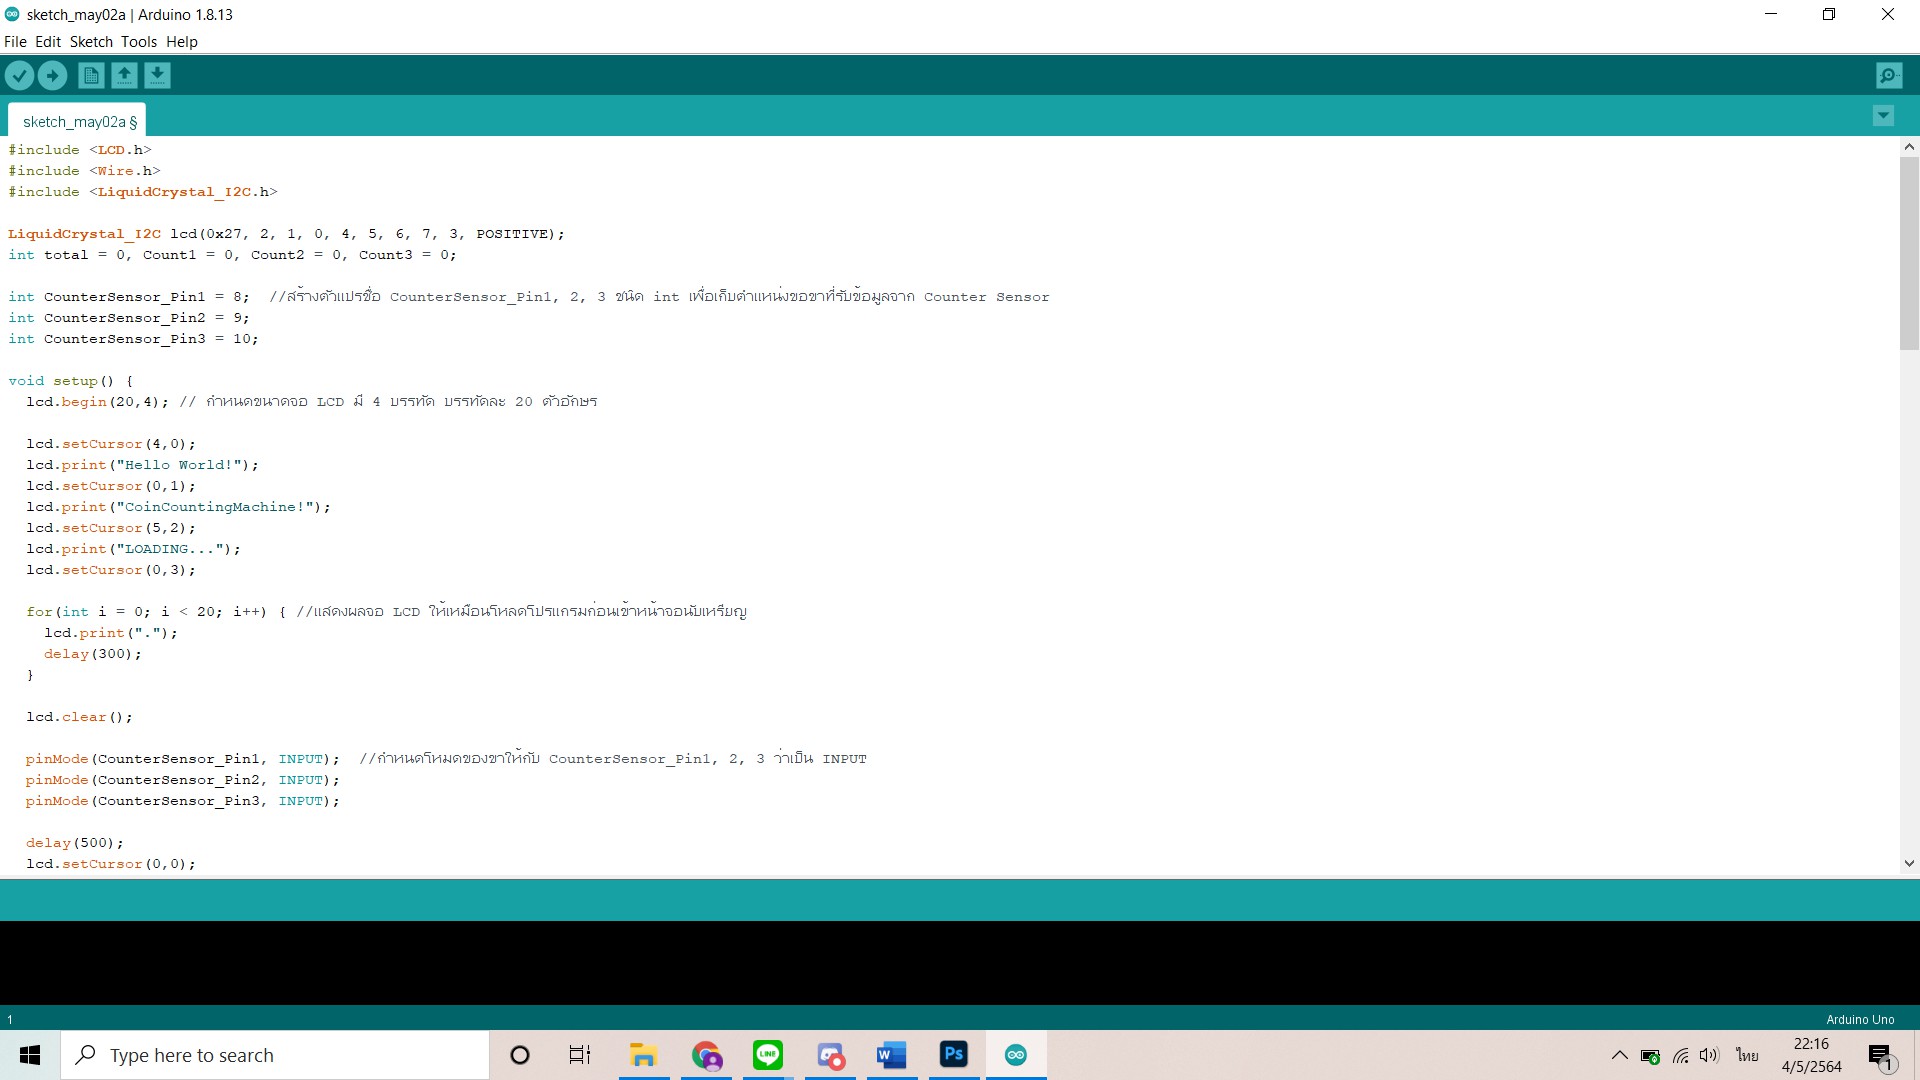 sketch_may02a | Arduino 1.8.13
File Edit Sketch Tools Help
sketch_may02a §
#include <LCD.h>
#include <Wire.h>
#include <LiquidCrystal_I2C.h>
LiquidCrystal_I2C lcd(0x27, 2, 1, 0, 4, 5, 6, 7, 3, POSITIVE);
int total = 0, Count1 = 0, Count2 = 0, Count3 = 0;
int CounterSensor_Pin1 = 8;  //สร้างตัวแปรชื่อ CounterSensor_Pin1, 2, 3 ชนิด int เพื่อเก็บตำแหน่งขอขาที่รับข้อมูลจาก Counter Sensor
int CounterSensor_Pin2 = 9;
int CounterSensor_Pin3 = 10;
void setup() {
  lcd.begin(20,4); // กำหนดขนาดจอ LCD มี 4 บรรทัด บรรทัดละ 20 ตัวอักษร
  lcd.setCursor(4,0);
  lcd.print("Hello World!");
  lcd.setCursor(0,1);
  lcd.print("CoinCountingMachine!");
  lcd.setCursor(5,2);
  lcd.print("LOADING...");
  lcd.setCursor(0,3);
  for(int i = 0; i < 20; i++) { //แสดงผลจอ LCD ให้เหมือนโหลดโปรแกรมก่อนเข้าหน้าจอนับเหรียญ
    lcd.print(".");
    delay(300);
  }
  lcd.clear();
  pinMode(CounterSensor_Pin1, INPUT);  //กำหนดโหมดของขาให้กับ CounterSensor_Pin1, 2, 3 ว่าเป็น INPUT
  pinMode(CounterSensor_Pin2, INPUT);
  pinMode(CounterSensor_Pin3, INPUT);
  delay(500);
  lcd.setCursor(0,0);
1
Arduino Uno
Type here to search
LINE
W
Ps
ไทย
22:16
4/5/2564
1